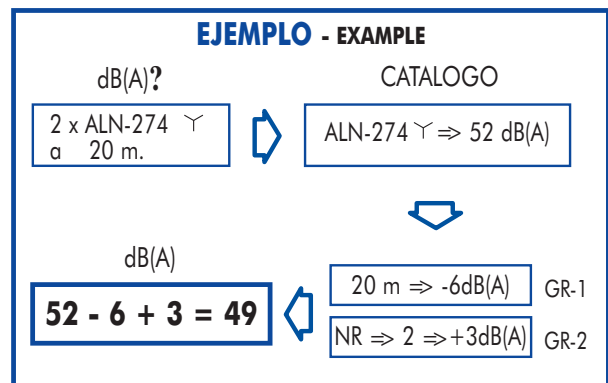 EJEMPLO - EXAMPLE
dB(A)?
2 x ALN-274 Y
a 20 m.
CATALOGO
ALN-274 Y ⇒ 52 dB(A)
20 m ⇒ -6dB(A) GR-1
NR ⇒ 2 ⇒+3dB(A) GR-2
dB(A)
52 - 6 + 3 = 49